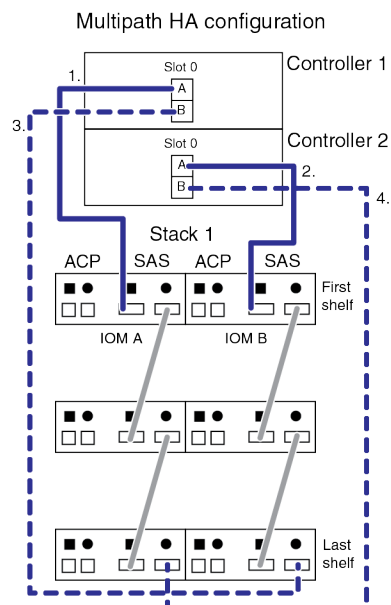 Multipath HA configuration
1.
Slot 0
Controller 1
A
B
3.
Slot 0
Controller 2
A
2.
B
4.
Stack 1
ACP SAS ACP SAS
First
shelf
IOM A IOM B
Last
shelf